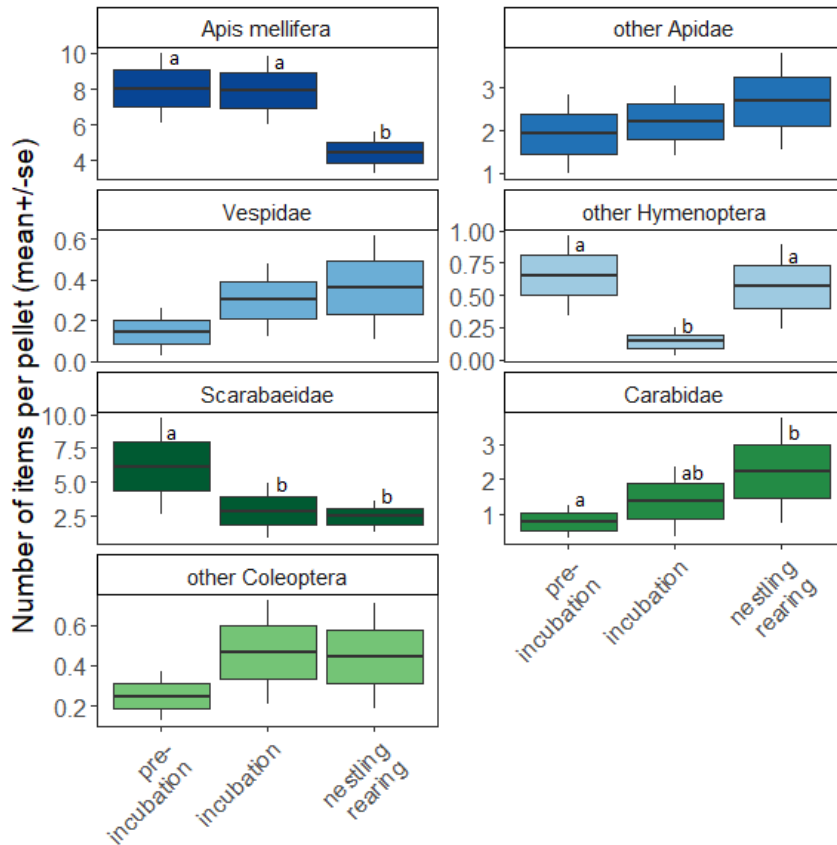 Number of items per pellet (mean+/-se)
Apis mellifera
10
8
6
4
a
a
b
other Apidae
3
2
1
Vespidae
0.6
0.4
0.2
0.0
other Hymenoptera
1.00
0.75
0.50
0.25
0.00
a
b
a
Scarabaeidae
10.0
7.5
5.0
2.5
a
b
b
Carabidae
3
2
1
a
ab
b
pre-
incubation
incubation
nestling
rearing
other Coleoptera
0.6
0.4
0.2
pre-
incubation
incubation
nestling
rearing